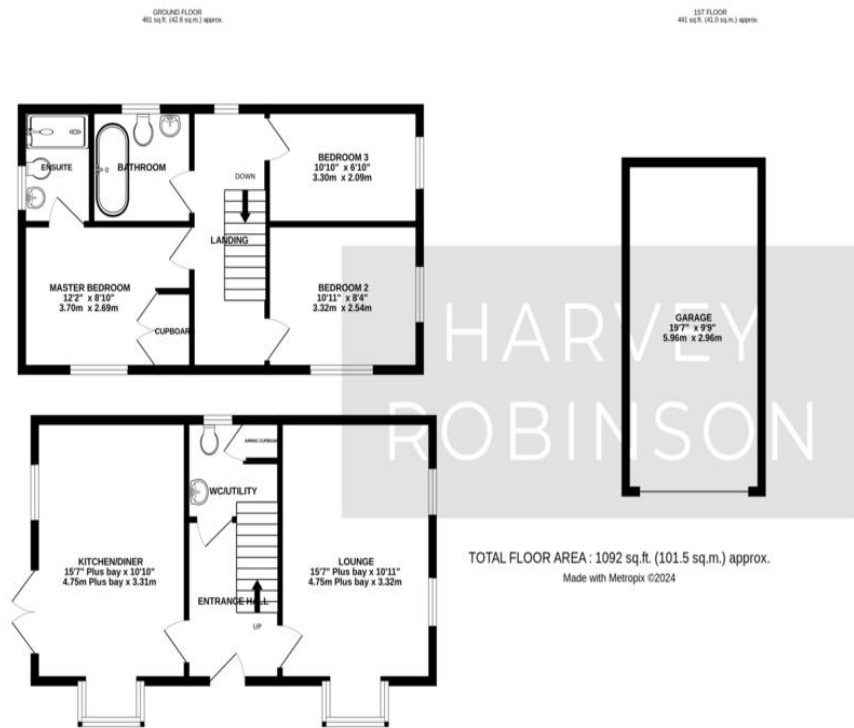 GROUND FLOOR
461 sq.ft. (42.8 sq.m.) approx.
1ST FLOOR
441 sq.ft. (41.0 sq.m.) approx.
ENSUITE
BATHROOM
BEDROOM 3
10'10" x 6'10"
3.30m x 2.09m
DOWN
LANDING
MASTER BEDROOM
12'2" x 8'10"
3.70m x 2.69m
CUPBOARD
BEDROOM 2
10'11" x 8'4"
3.32m x 2.54m
GARAGE
19'7" x 9'9"
5.96m x 2.96m
HARVEY
ROBINSON
AIRING CUPBOARD
WC/UTILITY
KITCHEN/DINER
15'7" Plus bay x 10'10"
4.75m Plus bay x 3.31m
LOUNGE
15'7" Plus bay x 10'11"
4.75m Plus bay x 3.32m
ENTRANCE HALL
UP
TOTAL FLOOR AREA : 1092 sq.ft. (101.5 sq.m.) approx.
Made with Metropix ©2024